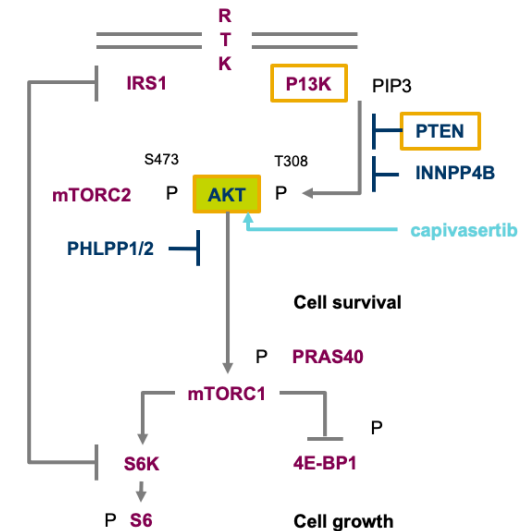 R
T
K
IRS1
P13K
PIP3
PTEN
INNPP4B
S473
T308
mTORC2
P
AKT
P
PHLPP1/2
capivasertib
Cell survival
P
PRAS40
mTORC1
P
S6K
4E-BP1
P
S6
Cell growth